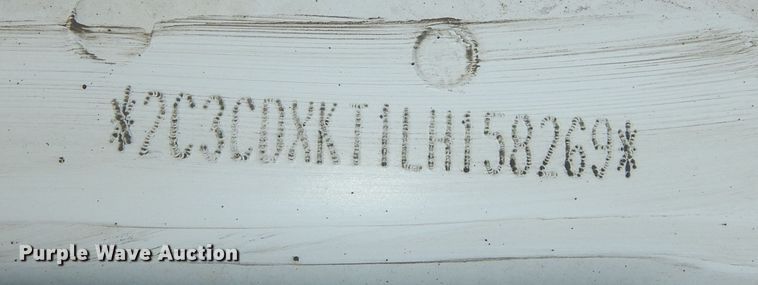 *2C3CDXKT1LH158269*
Purple Wave Auction